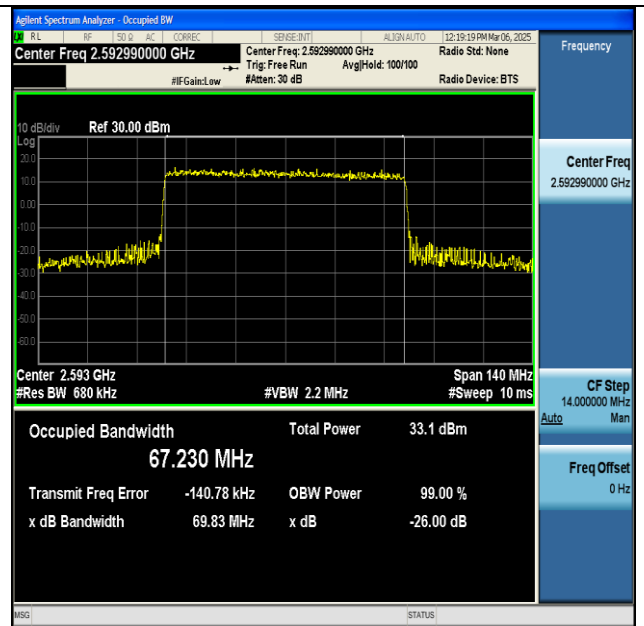 Agilent Spectrum Analyzer - Occupied BW
RL RF 50 Ω AC CORREC SENSE:INT ALIGN AUTO 12:19:19 PM Mar 06, 2025
Center Freq 2.592990000 GHz
Center Freq: 2.592990000 GHz
Radio Std: None
Trig: Free Run Avg|Hold: 100/100
#IFGain:Low
#Atten: 30 dB
Radio Device: BTS
Frequency
10 dB/div Ref 30.00 dBm
Log
20.0
10.0
0.00
-10.0
-20.0
-30.0
-50.0
-60.0
Center 2.593 GHz
Span 140 MHz
#Res BW 680 kHz
#VBW 2.2 MHz
#Sweep 10 ms
Occupied Bandwidth
67.230 MHz
Total Power 33.1 dBm
Transmit Freq Error -140.78 kHz
OBW Power 99.00 %
x dB Bandwidth 69.83 MHz
x dB -26.00 dB
Center Freq
2.592990000 GHz
CF Step
14.000000 MHz
Auto Man
Freq Offset
0 Hz
MSG
STATUS